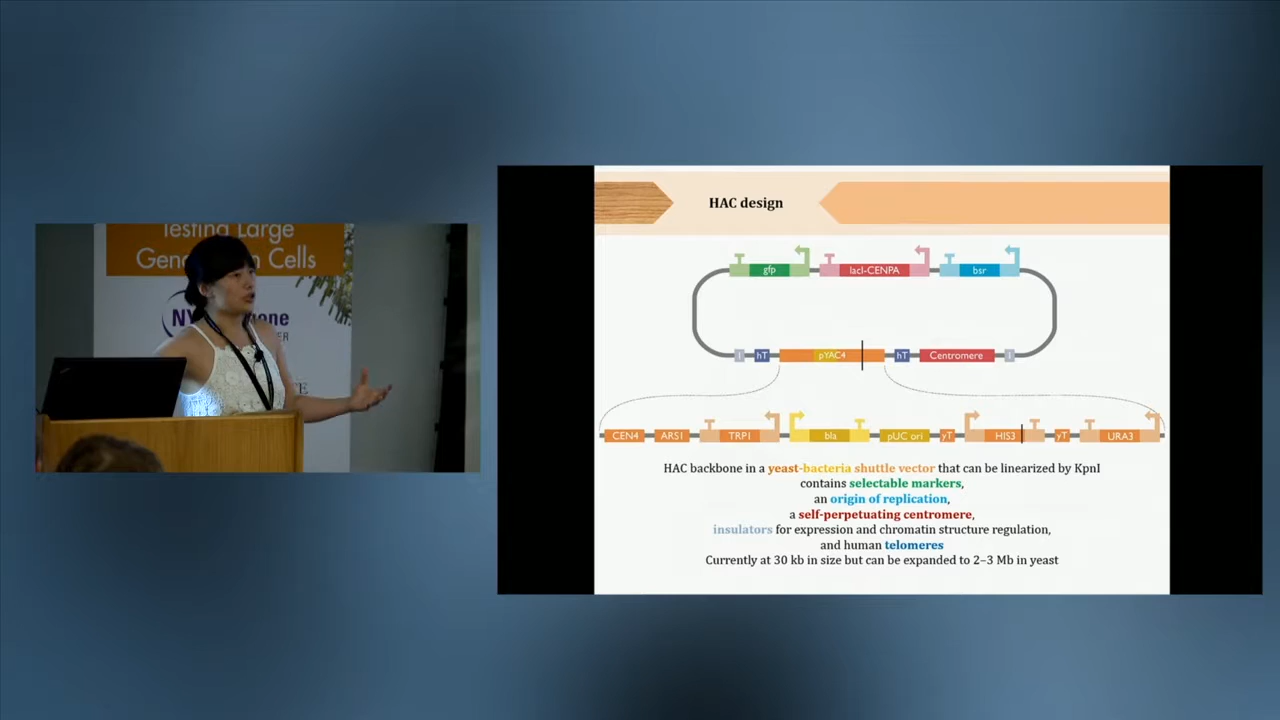 Testing Large
HAC design
gfp
lacI-CENPA
bsr
I
hT
pYAC4
hT
Centromere
I
CEN4
ARS1
TRP1
bla
pUC ori
yT
HIS3
yT
URA3
HAC backbone in a yeast-bacteria shuttle vector that can be linearized by KpnI
contains selectable markers,
an origin of replication,
a self-perpetuating centromere,
insulators for expression and chromatin structure regulation,
and human telomeres
Currently at 30 kb in size but can be expanded to 2–3 Mb in yeast